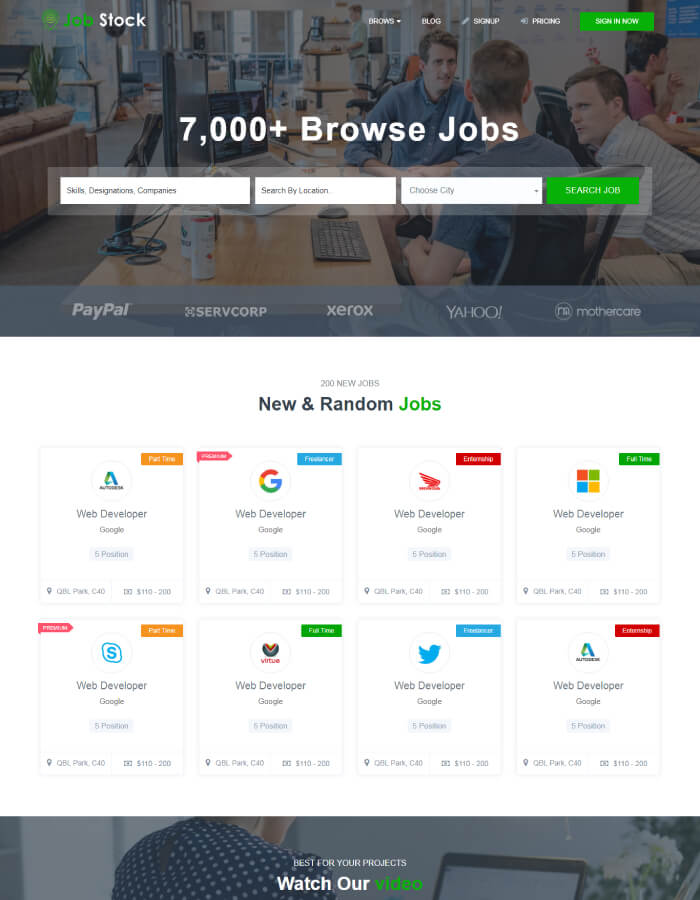 Job Stock
BROWS BLOG SIGNUP PRICING SIGN IN NOW
7,000+ Browse Jobs
Skills, Designations, Companies Search By Location.. Choose City SEARCH JOB
PayPal SERVCORP xerox YAHOO! mothercare
200 NEW JOBS
New & Random Jobs
Part Time PREMIUM Freelancer Enternship Full Time
AUTODESK
Web Developer Web Developer Web Developer Web Developer
Google Google Google Google
5 Position 5 Position 5 Position 5 Position
QBL Park, C40 $110 - 200 QBL Park, C40 $110 - 200 QBL Park, C40 $110 - 200 QBL Park, C40 $110 - 200
PREMIUM Part Time Full Time Freelancer Enternship
virtue AUTODESK
Web Developer Web Developer Web Developer Web Developer
Google Google Google Google
5 Position 5 Position 5 Position 5 Position
QBL Park, C40 $110 - 200 QBL Park, C40 $110 - 200 QBL Park, C40 $110 - 200 QBL Park, C40 $110 - 200
BEST FOR YOUR PROJECTS
Watch Our video